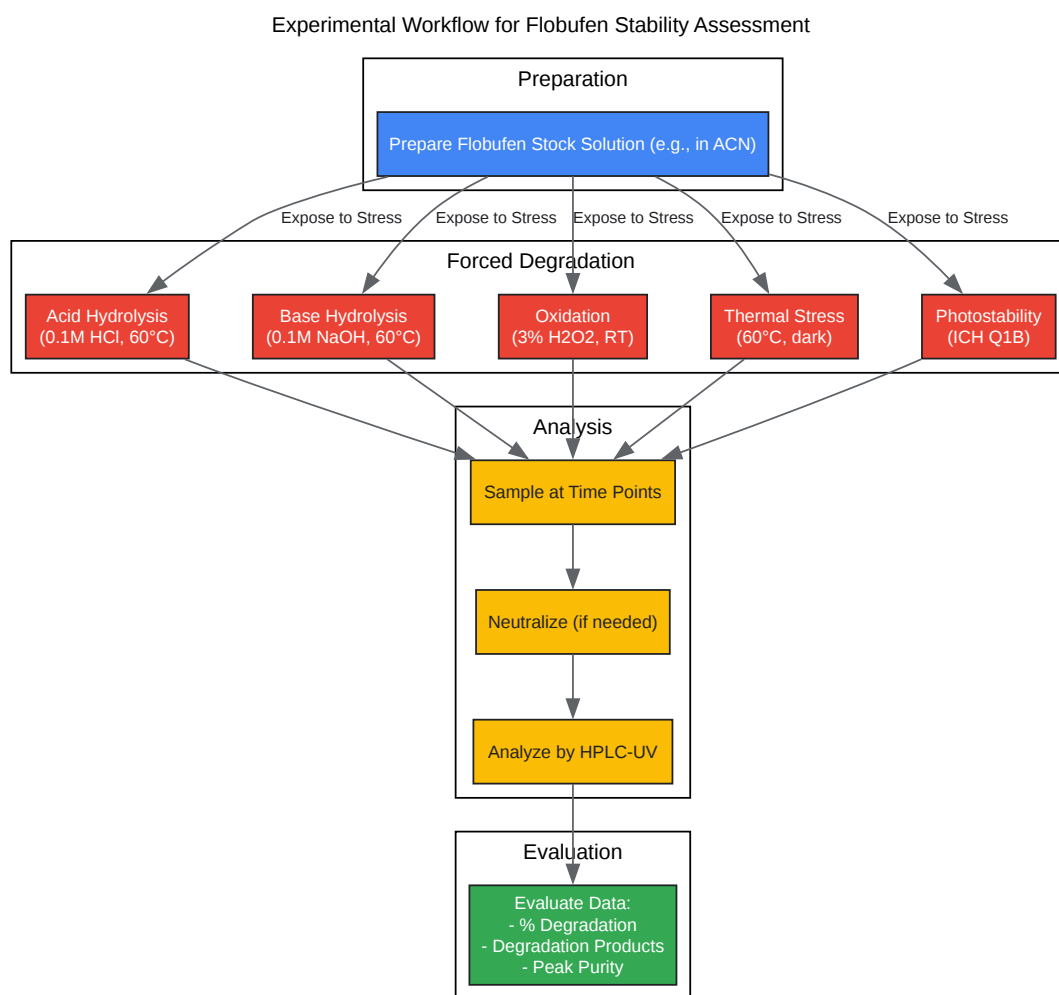 Experimental Workflow for Flobufen Stability Assessment
Preparation
Prepare Flobufen Stock Solution (e.g., in ACN)
Expose to Stress
Expose to Stress
Expose to Stress
Expose to Stress
Expose to Stress
Forced Degradation
Acid Hydrolysis
(0.1M HCl, 60°C)
Base Hydrolysis
(0.1M NaOH, 60°C)
Oxidation
(3% H2O2, RT)
Thermal Stress
(60°C, dark)
Photostability
(ICH Q1B)
Analysis
Sample at Time Points
Neutralize (if needed)
Analyze by HPLC-UV
Evaluation
Evaluate Data:
- % Degradation
- Degradation Products
- Peak Purity